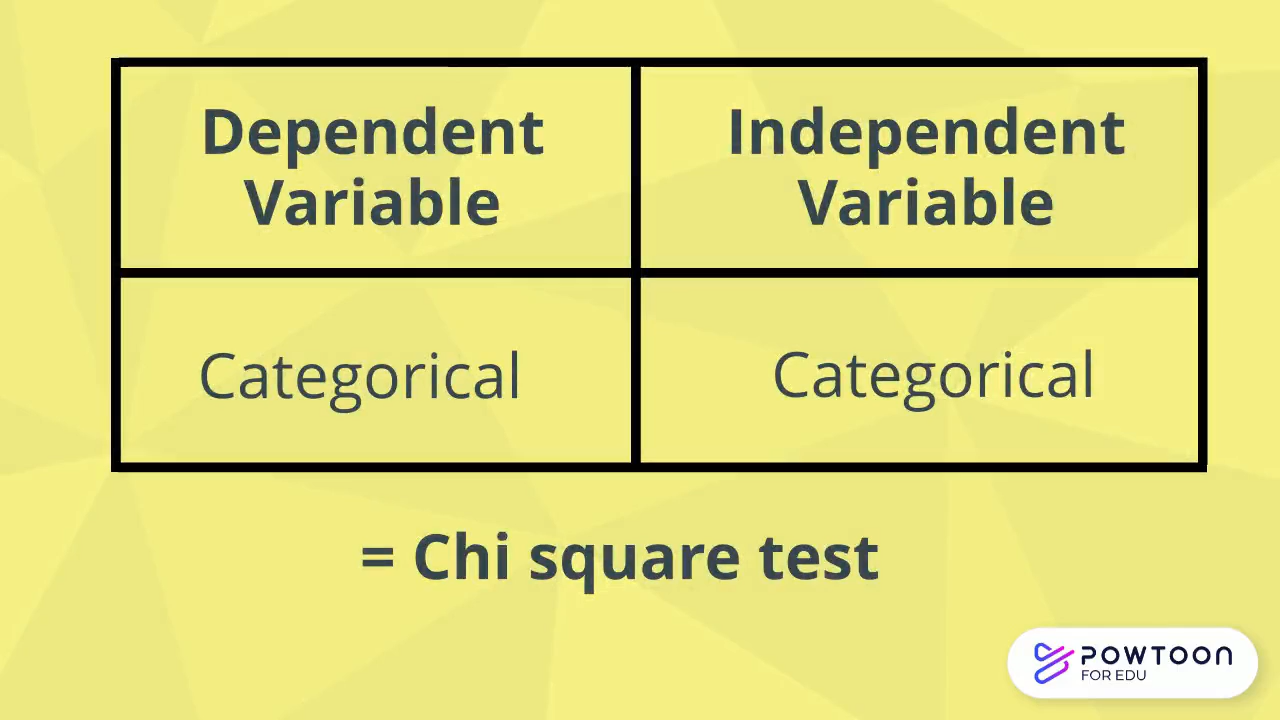 Dependent
Variable
Independent
Variable
Categorical
Categorical
= Chi square test
POWTOON
FOR EDU